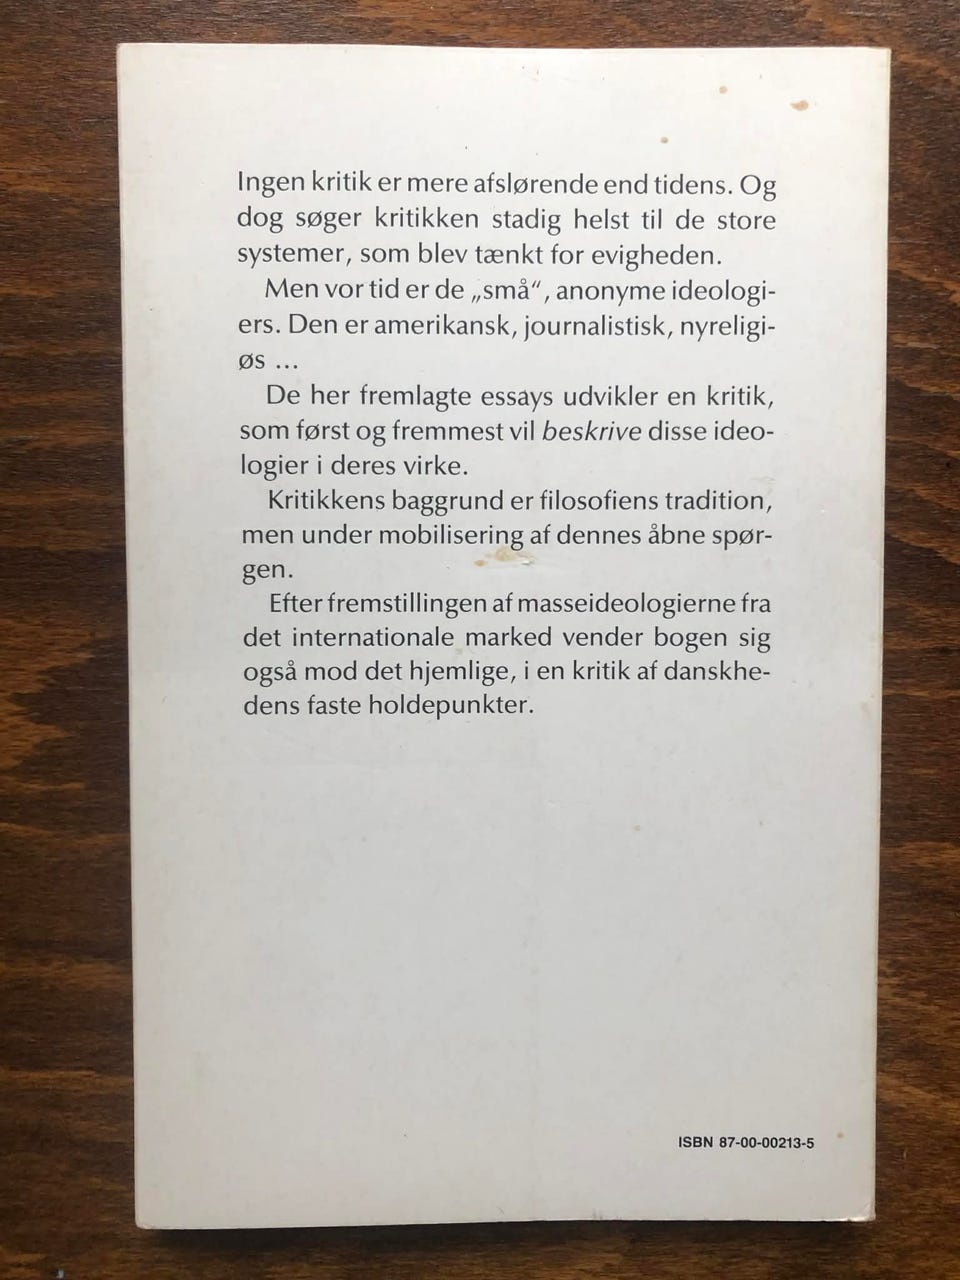 Ingen kritik er mere afslørende end tidens. Og
dog søger kritikken stadig helst til de store
systemer, som blev tænkt for evigheden.
Men vor tid er de „små“, anonyme ideologi-
ers. Den er amerikansk, journalistisk, nyreligi-
øs ...
De her fremlagte essays udvikler en kritik,
som først og fremmest vil beskrive disse ideo-
logier i deres virke.
Kritikkens baggrund er filosofiens tradition,
men under mobilisering af dennes åbne spør-
gen.
Efter fremstillingen af masseideologierne fra
det internationale marked vender bogen sig
også mod det hjemlige, i en kritik af danskhe-
dens faste holdepunkter.
ISBN 87-00-00213-5